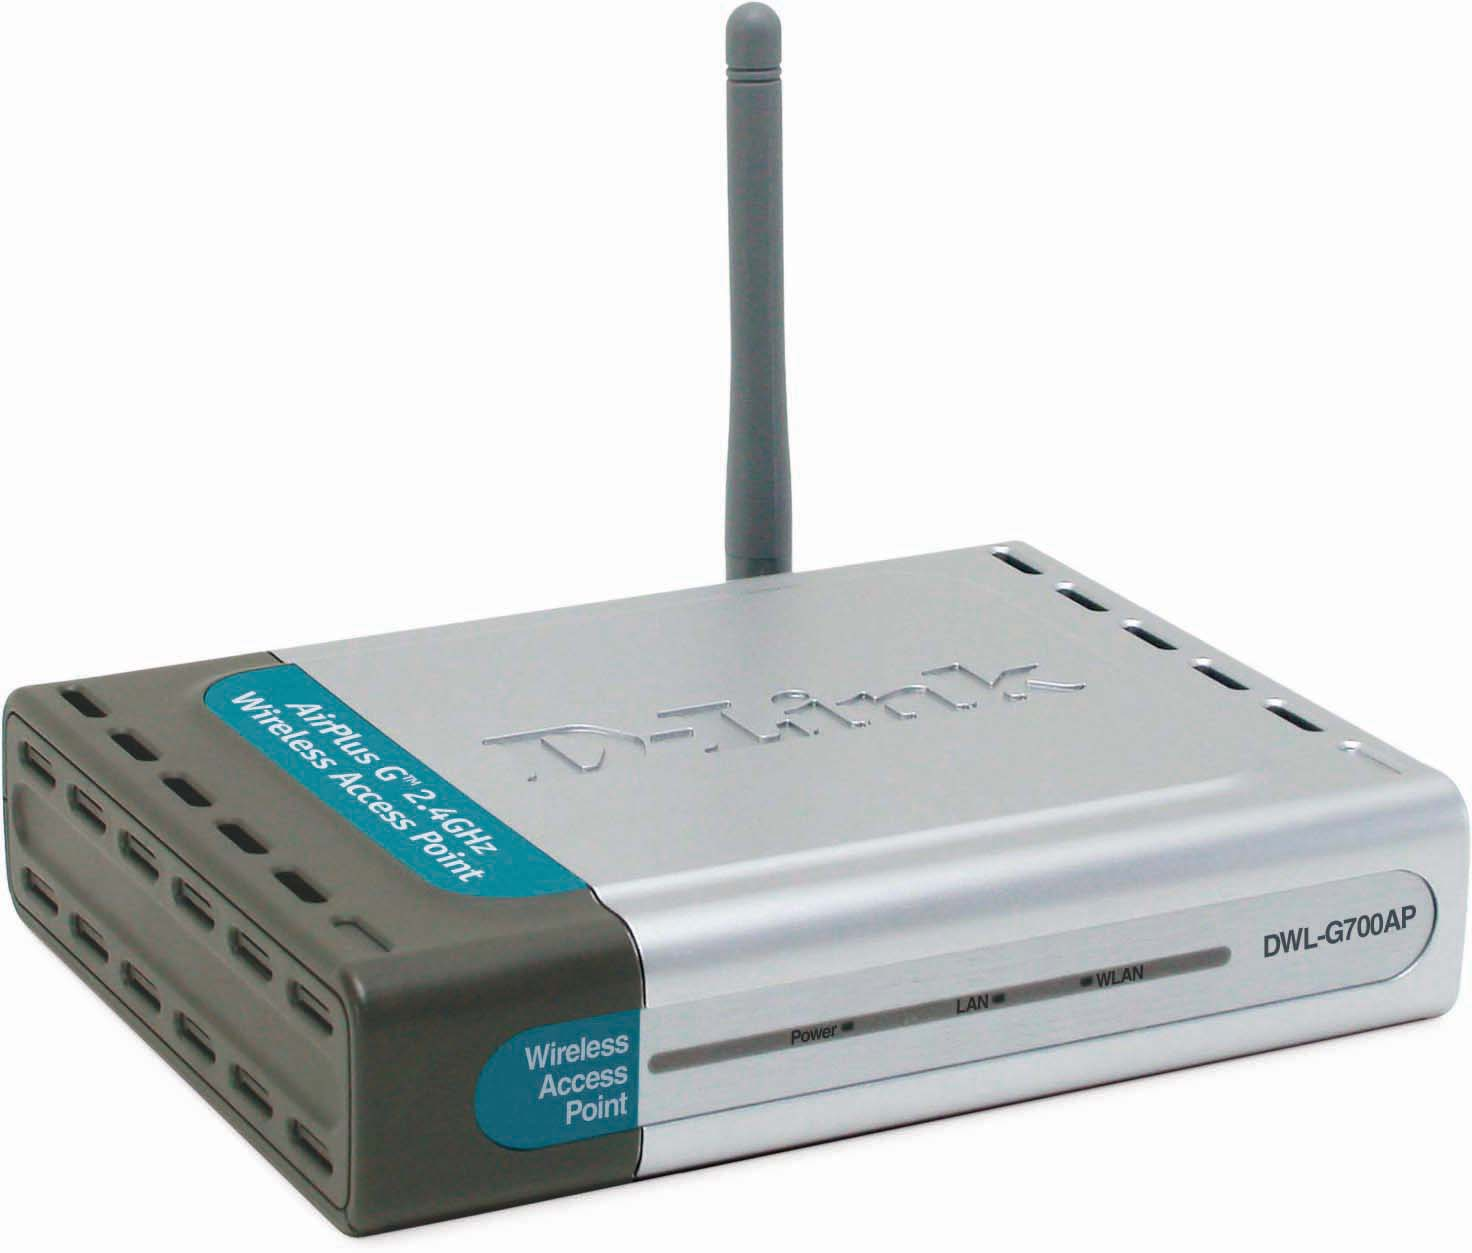 D-Link
AirPlus G™ 2.4GHz
Wireless Access Point
DWL-G700AP
Power
LAN
WLAN
Wireless
Access
Point